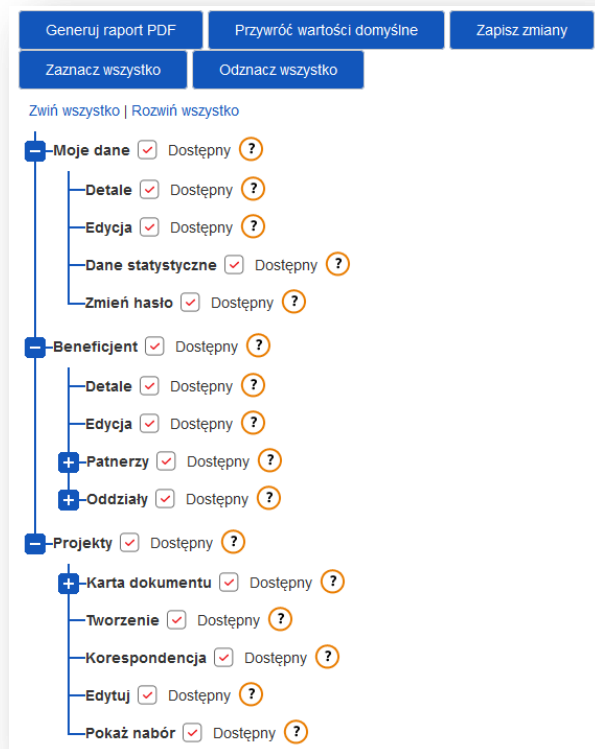 Generuj raport PDF Przywróć wartości domyślne Zapisz zmiany
Zaznacz wszystko Odznacz wszystko
Zwiń wszystko | Rozwiń wszystko
Moje dane Dostępny ?
Detale Dostępny ?
Edycja Dostępny ?
Dane statystyczne Dostępny ?
Zmień hasło Dostępny ?
Beneficjent Dostępny ?
Detale Dostępny ?
Edycja Dostępny ?
Patnerzy Dostępny ?
Oddziały Dostępny ?
Projekty Dostępny ?
Karta dokumentu Dostępny ?
Tworzenie Dostępny ?
Korespondencja Dostępny ?
Edytuj Dostępny ?
Pokaż nabór Dostępny ?